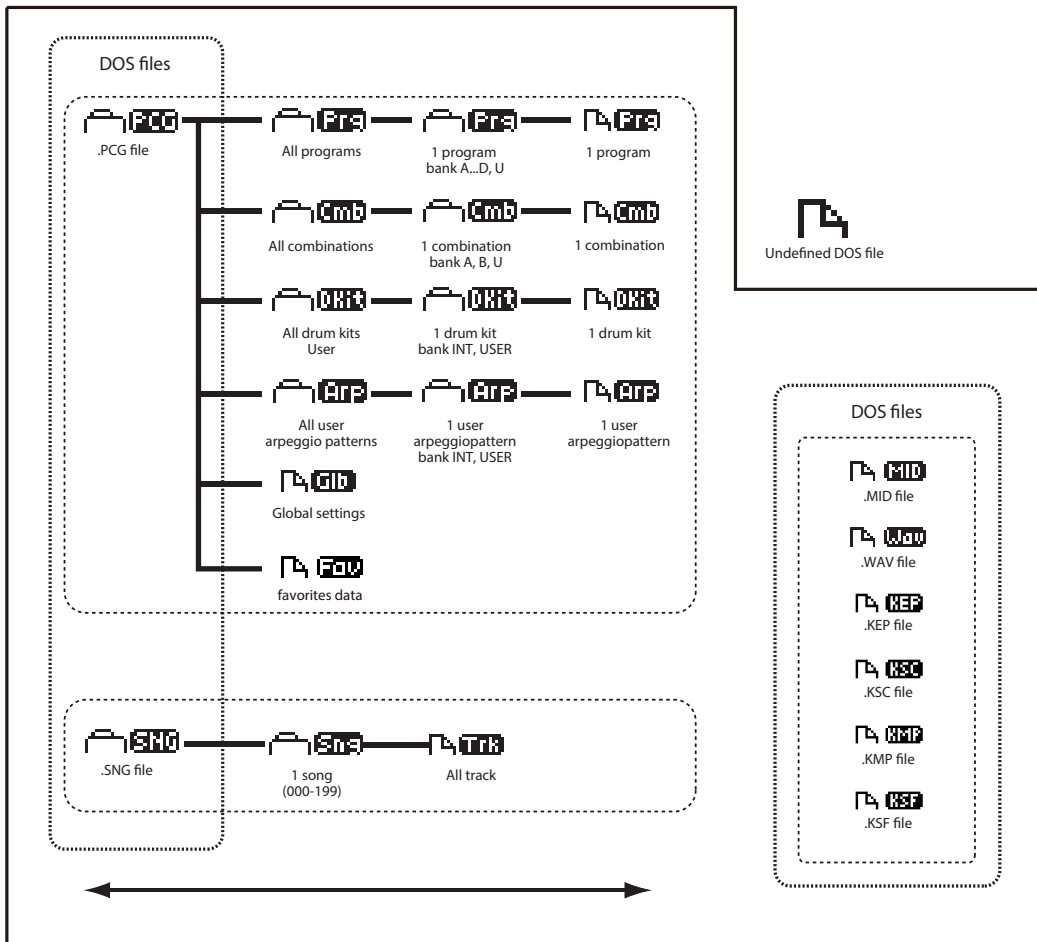 DOS files
PCG
.PCG file
Prg
All programs
Prg
1 program
bank A...D, U
Prg
1 program
Cmb
All combinations
Cmb
1 combination
bank A, B, U
Cmb
1 combination
DKit
All drum kits
User
DKit
1 drum kit
bank INT, USER
DKit
1 drum kit
Arp
All user
arpeggio patterns
Arp
1 user
arpeggiopattern
bank INT, USER
Arp
1 user
arpeggiopattern
Glb
Global settings
Fav
favorites data
SNG
.SNG file
Sng
1 song
(000-199)
Trk
All track
Undefined DOS file
DOS files
MID
.MID file
Wav
.WAV file
KEP
.KEP file
KSC
.KSC file
KMP
.KMP file
KSF
.KSF file